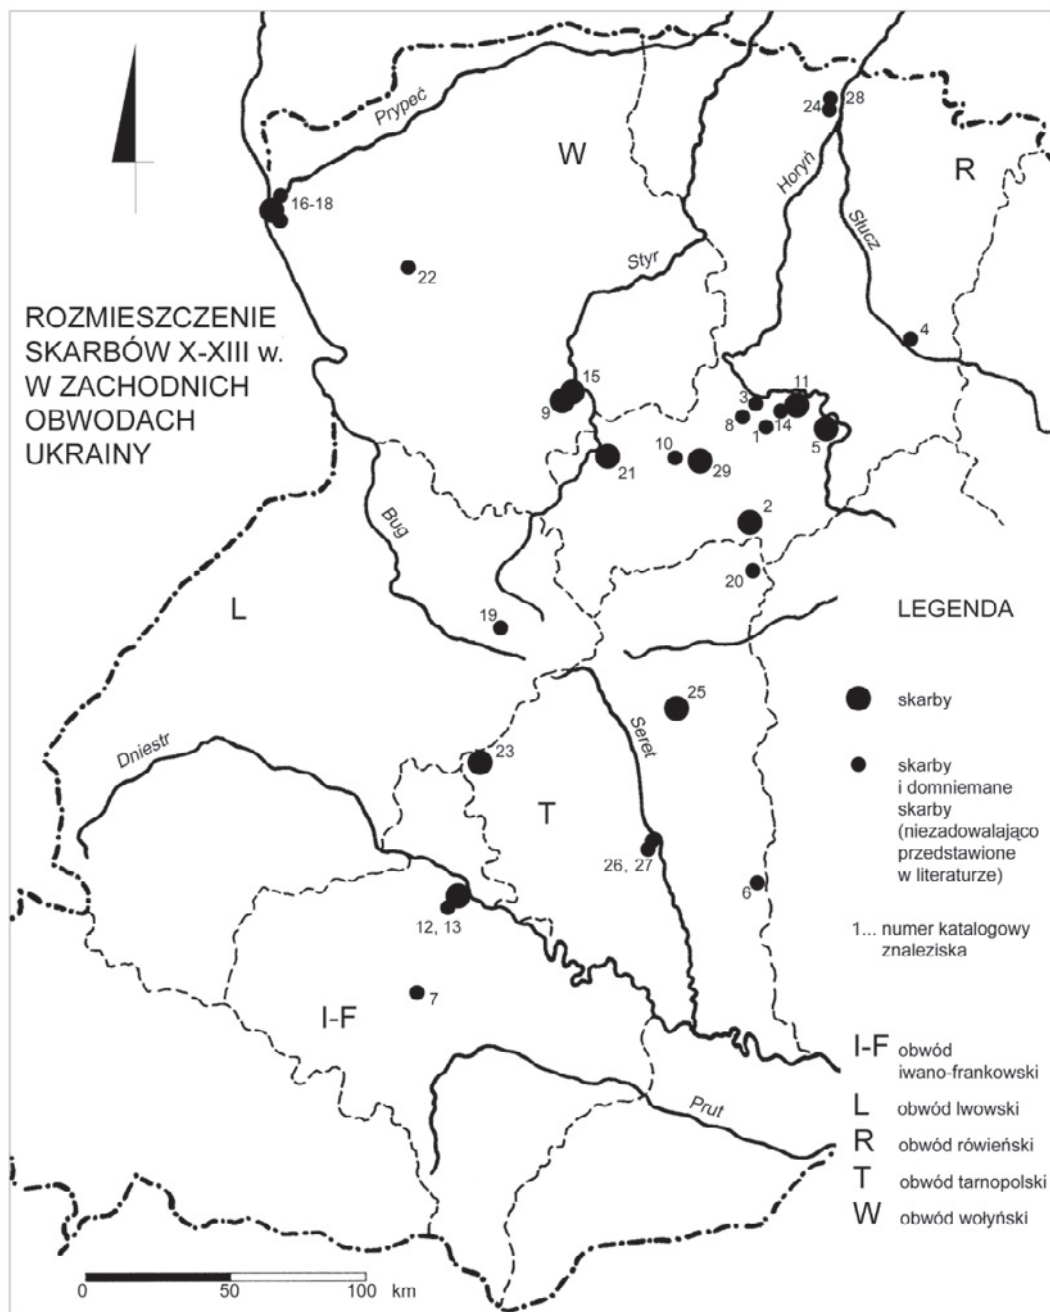 Prypeć
W
24
28
R
Horyń
Słucz
16-18
22
Styr
4
ROZMIESZCZENIE
SKARBÓW X-XIII w.
W ZACHODNICH
OBWODACH
UKRAINY
15
9
3
11
8
1
14
5
10
29
21
2
Bug
20
L
19
LEGENDA
25
skarby
Seret
Dniestr
23
skarby
i domniemane
skarby
(niezadowalająco
przedstawione
w literaturze)
T
26, 27
6
12, 13
1... numer katalogowy
znaleziska
7
I-F
I-F obwód
iwano-frankowski
Prut
L obwód lwowski
R obwód rówieński
T obwód tarnopolski
W obwód wołyński
0 50 100 km